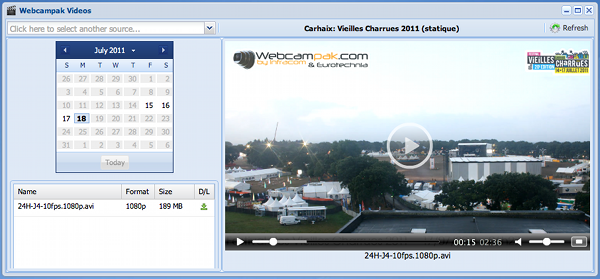 Webcampak Videos
Click here to select another source...
Carhaix: Vieilles Charrues 2011 (statique)
Refresh
July 2011
S M T W T F S
26 27 28 29 30 1 2
3 4 5 6 7 8 9
10 11 12 13 14 15 16
17 18 19 20 21 22 23
24 25 26 27 28 29 30
31 1 2 3 4 5 6
Today
Name Format Size D/L
24H-J4-10fps.1080p.avi 1080p 189 MB
Webcampak.com
by infracom & Eurotechnia
VIEILLES CHARRUES
20e EDITION 14>17 JUILLET 2011
00:15 02:36
24H-J4-10fps.1080p.avi